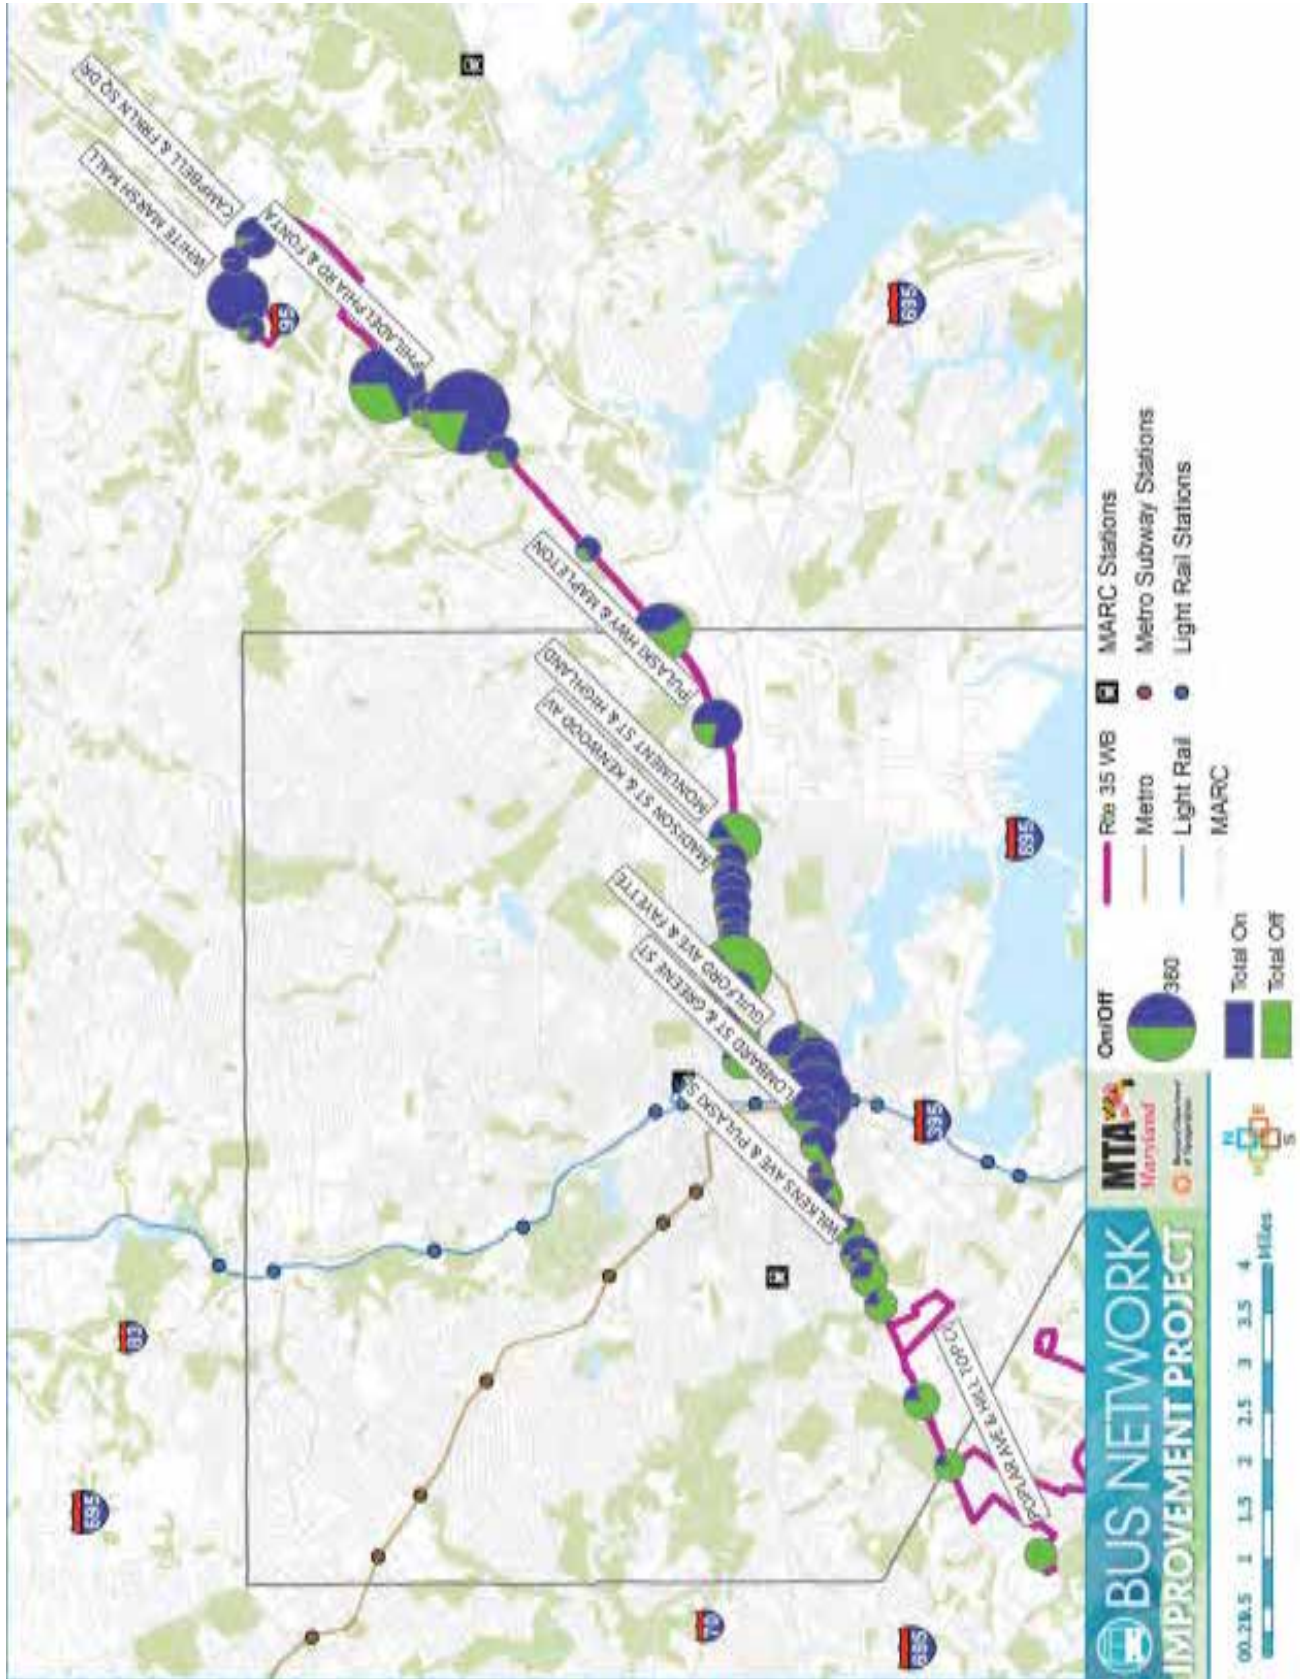 CAMPBELL & FRKLN SQ DR
WHITE MARSH MALL
PHILADELPHIA RD & FONTA
95
695
83
695
PULASKI HWY & MAPLETON
MONUMENT ST & HIGHLAND
MADISON ST & KENWOOD AV
GUILFORD AVE & FAYETTE
LOMBARD ST & GREENE ST
WILKENS AVE & PULASKI S
POPLAR AVE & HILL TOP
695
395
70
695
BUS NETWORK
IMPROVEMENT PROJECT
MTA
Maryland
On/Off
360
Total On
Total Off
Rte 35 WB
Metro
Light Rail
MARC
MARC Stations
Metro Subway Stations
Light Rail Stations
N
E
S
0 0.25 0.5 1 1.5 2 2.5 3 3.5 4
Miles